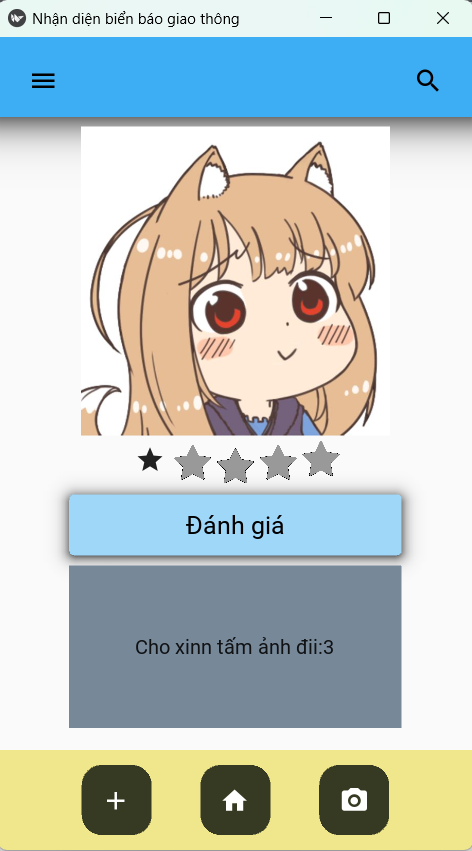 Nhận diện biển báo giao thông
Đánh giá
Cho xinn tấm ảnh đii:3